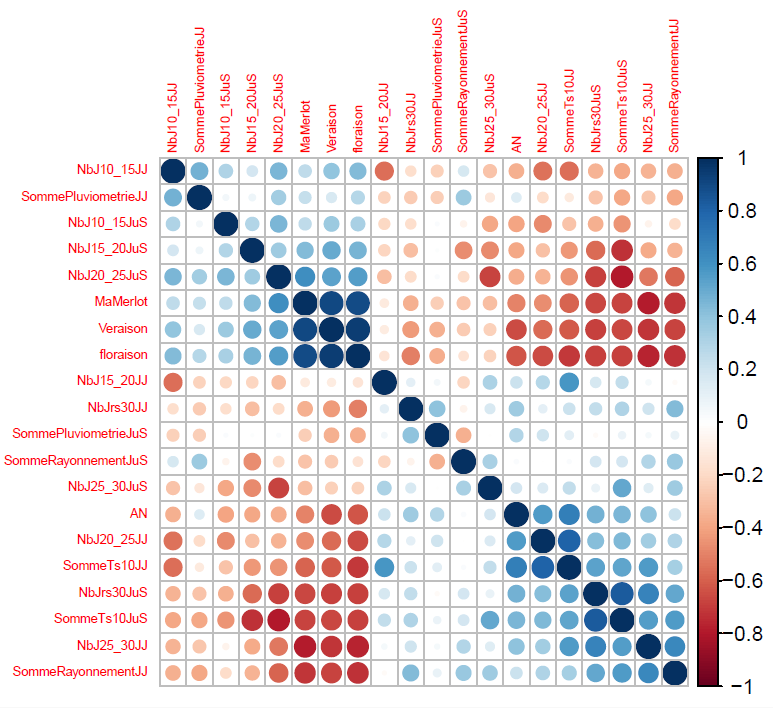 NbJ10_15JJ
SommePluviometrieJJ
NbJ10_15JuS
NbJ15_20JuS
NbJ20_25JuS
MaMerlot
Veraison
floraison
NbJ15_20JJ
NbJrs30JJ
SommePluviometrieJuS
SommeRayonnementJuS
NbJ25_30JuS
AN
NbJ20_25JJ
SommeTs10JJ
NbJrs30JuS
SommeTs10JuS
NbJ25_30JJ
SommeRayonnementJJ
NbJ10_15JJ
SommePluviometrieJJ
NbJ10_15JuS
NbJ15_20JuS
NbJ20_25JuS
MaMerlot
Veraison
floraison
NbJ15_20JJ
NbJrs30JJ
SommePluviometrieJuS
SommeRayonnementJuS
NbJ25_30JuS
AN
NbJ20_25JJ
SommeTs10JJ
NbJrs30JuS
SommeTs10JuS
NbJ25_30JJ
SommeRayonnementJJ
1
0.8
0.6
0.4
0.2
0
−0.2
−0.4
−0.6
−0.8
−1